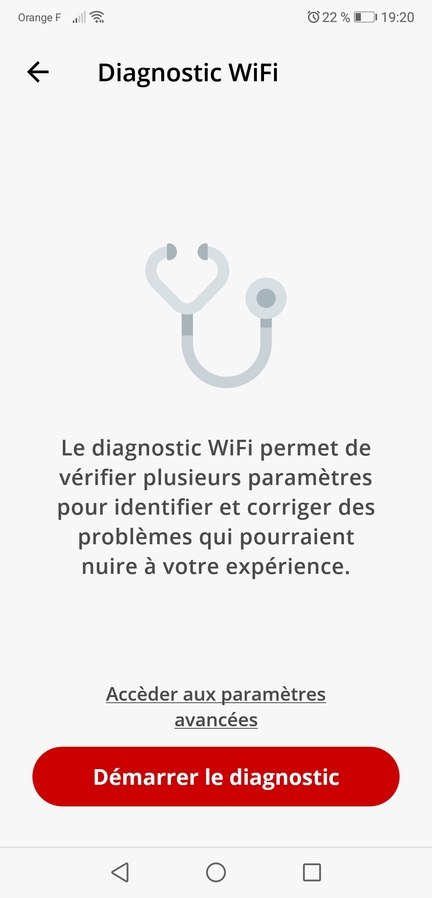 Orange F 22 % 19:20
Diagnostic WiFi
Le diagnostic WiFi permet de
vérifier plusieurs paramètres
pour identifier et corriger des
problèmes qui pourraient
nuire à votre expérience.
Accèder aux paramètres
avancées
Démarrer le diagnostic